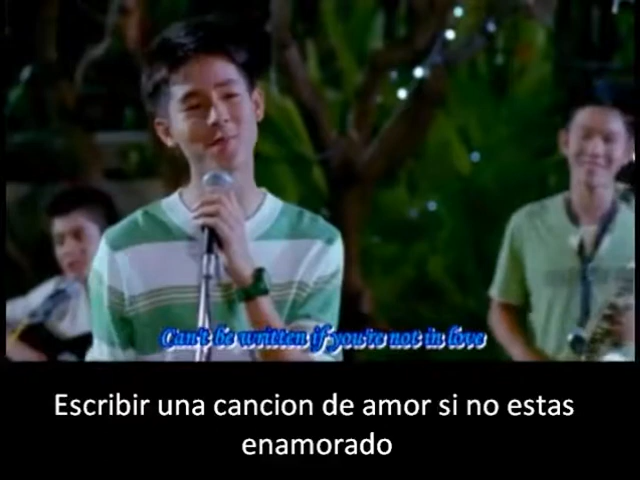 Can't be written if you're not in love
Escribir una cancion de amor si no estas
enamorado